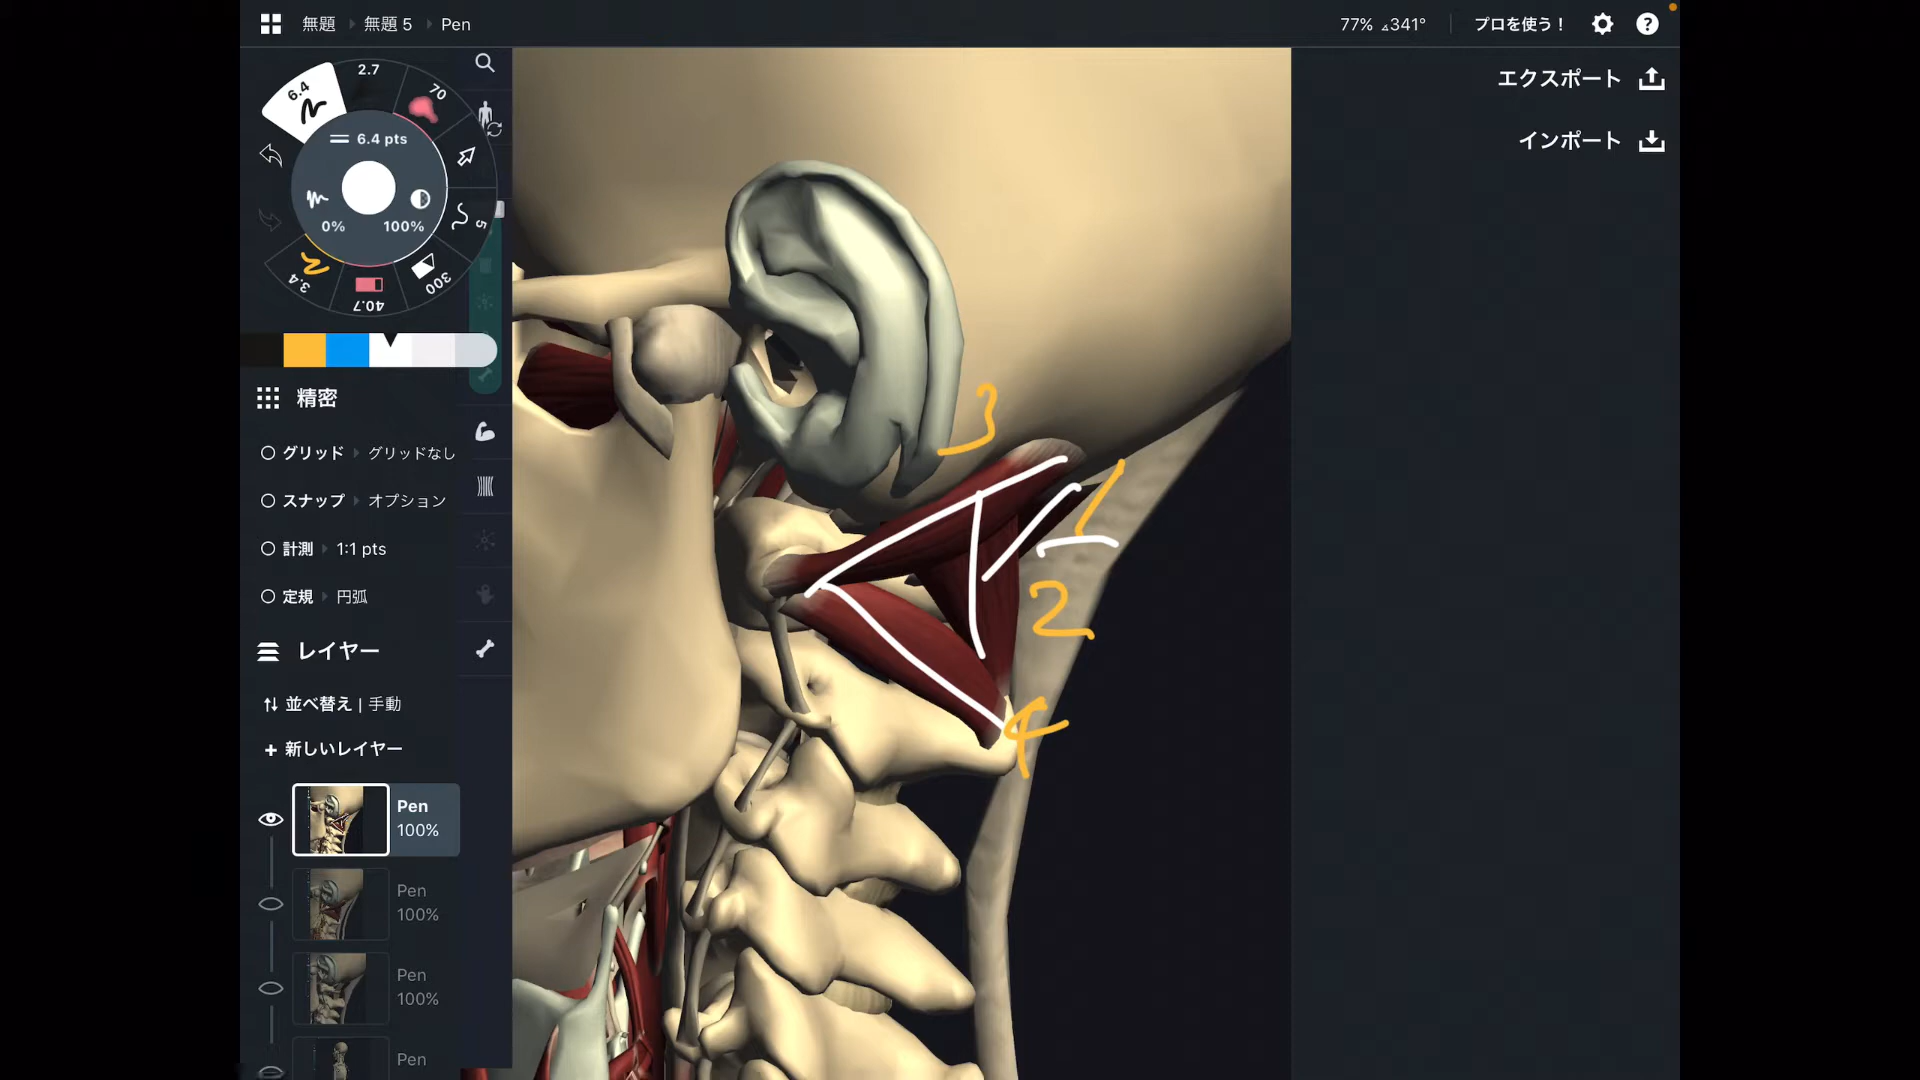 無題 無題 5 Pen
77% ⊿341° プロを使う!
エクスポート
インポート
6.4
2.7
70
5
300
40.7
3.4
6.4 pts
0% 100%
精密
グリッド グリッドなし
スナップ オプション
計測 1:1 pts
定規 円弧
レイヤー
並べ替え | 手動
+ 新しいレイヤー
Pen
100%
Pen
100%
Pen
100%
Pen
3
1
2
4